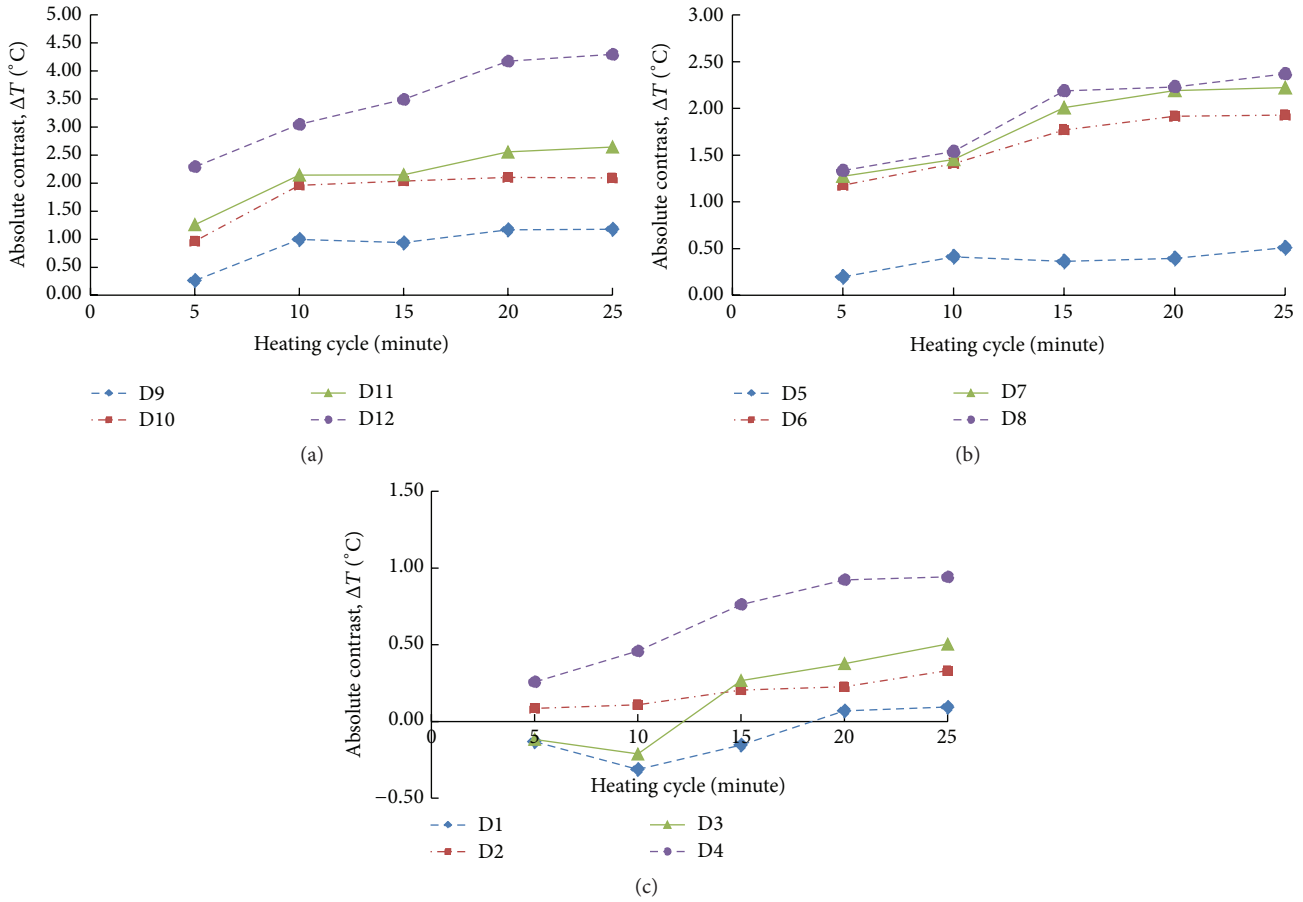 Absolute contrast, ΔT (°C)
5.00
4.50
4.00
3.50
3.00
2.50
2.00
1.50
1.00
0.50
0.00
0 5 10 15 20 25
Heating cycle (minute)
D9 D11
D10 D12
(a)
Absolute contrast, ΔT (°C)
3.00
2.50
2.00
1.50
1.00
0.50
0.00
0 5 10 15 20 25
Heating cycle (minute)
D5 D7
D6 D8
(b)
Absolute contrast, ΔT (°C)
1.50
1.00
0.50
0.00
0 5 10 15 20 25
−0.50
Heating cycle (minute)
D1 D3
D2 D4
(c)